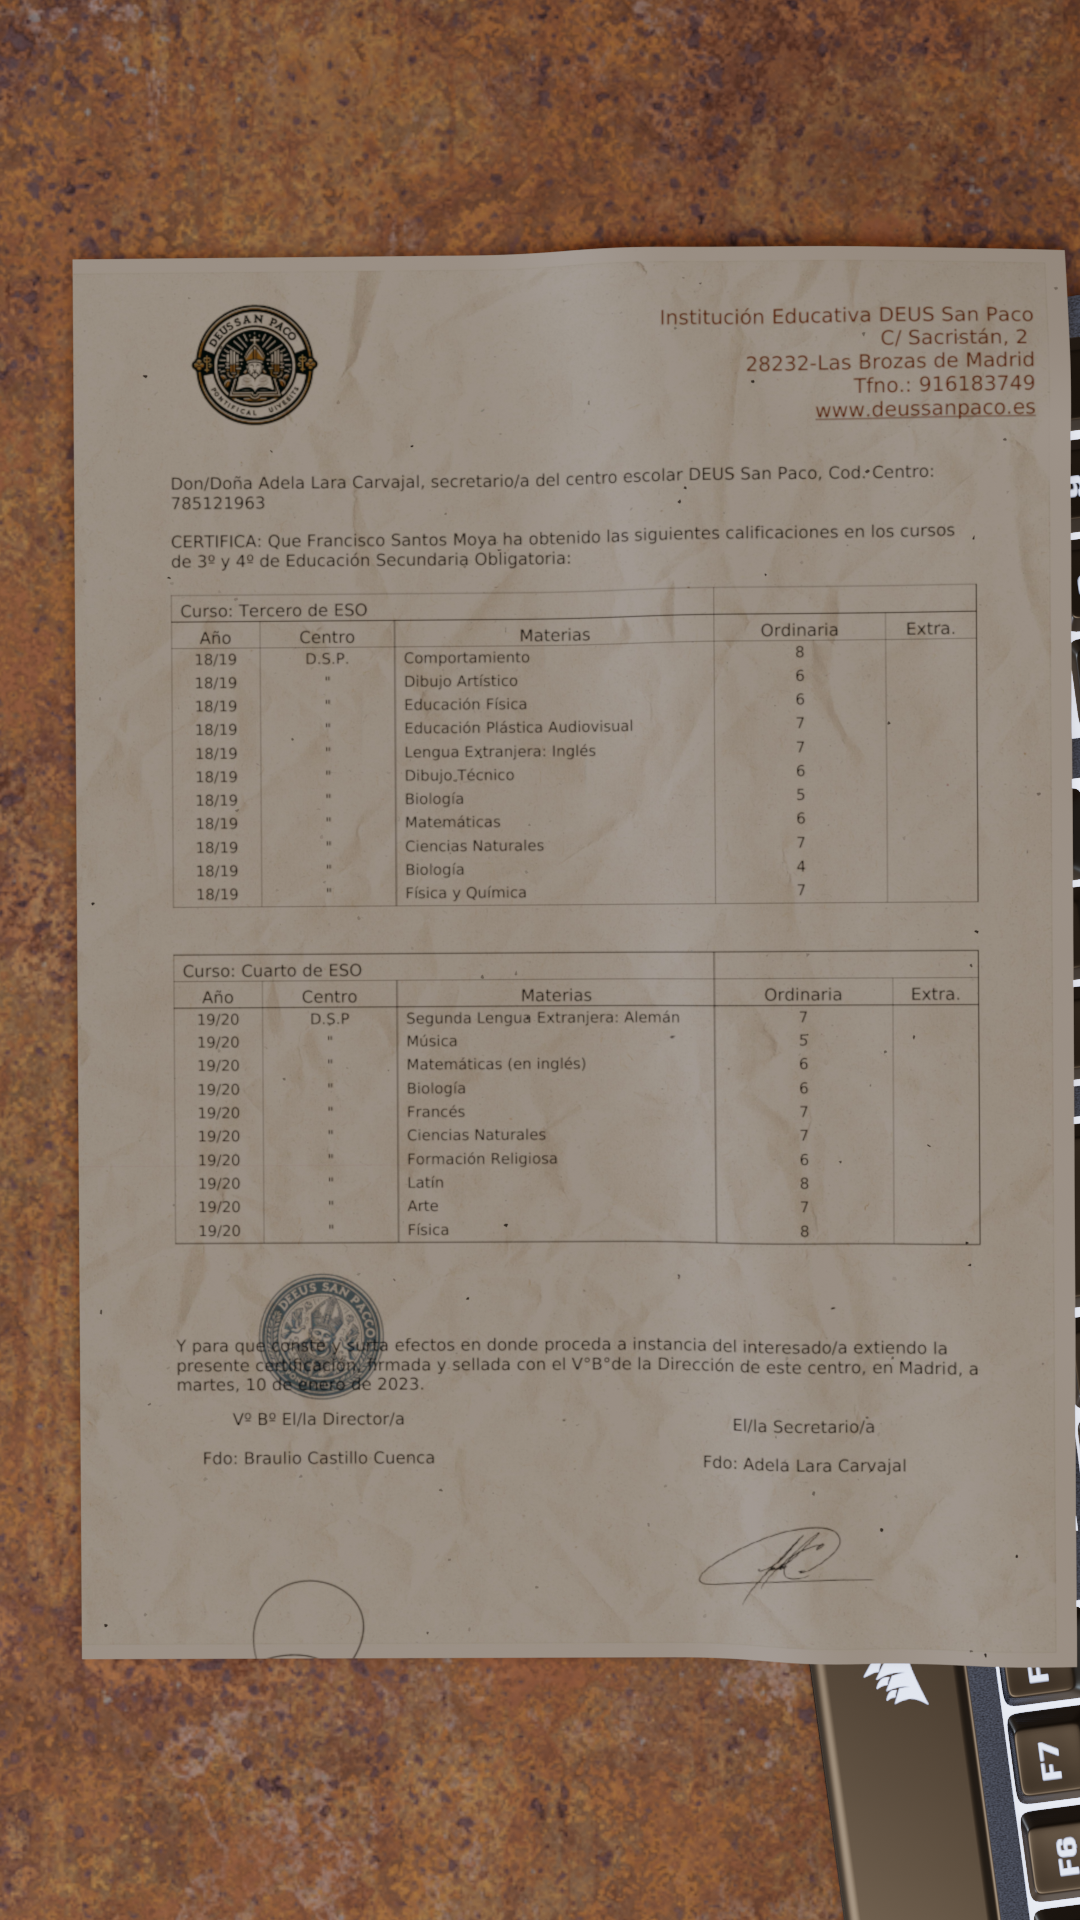 DEUS SAN PACO
PONTIFICAL
Institución Educativa DEUS San Paco
C/ Sacristán, 2
28232-Las Brozas de Madrid
Tfno.: 916183749
www.deussanpaco.es
Don/Doña Adela Lara Carvajal, secretario/a del centro escolar DEUS San Paco, Cod. Centro:
785121963
CERTIFICA: Que Francisco Santos Moya ha obtenido las siguientes calificaciones en los cursos
de 3º y 4º de Educación Secundaria Obligatoria:
Curso: Tercero de ESO
Año Centro Materias Ordinaria Extra.
18/19 D.S.P. Comportamiento 8
18/19 " Dibujo Artístico 6
18/19 " Educación Física 6
18/19 " Educación Plástica Audiovisual 7
18/19 " Lengua Extranjera: Inglés 7
18/19 " Dibujo Técnico 6
18/19 " Biología 5
18/19 " Matemáticas 6
18/19 " Ciencias Naturales 7
18/19 " Biología 4
18/19 " Física y Química 7
Curso: Cuarto de ESO
Año Centro Materias Ordinaria Extra.
19/20 D.S.P Segunda Lengua Extranjera: Alemán 7
19/20 " Música 5
19/20 " Matemáticas (en inglés) 6
19/20 " Biología 6
19/20 " Francés 7
19/20 " Ciencias Naturales 7
19/20 " Formación Religiosa 6
19/20 " Latín 8
19/20 " Arte 7
19/20 " Física 8
DEEUS SAN PACCO
Y para que conste y surta efectos en donde proceda a instancia del interesado/a extiendo la
presente certificación, firmada y sellada con el V°B°de la Dirección de este centro, en Madrid, a
martes, 10 de enero de 2023.
Vº Bº El/la Director/a
El/la Secretario/a
Fdo: Braulio Castillo Cuenca
Fdo: Adela Lara Carvajal
F7
F6